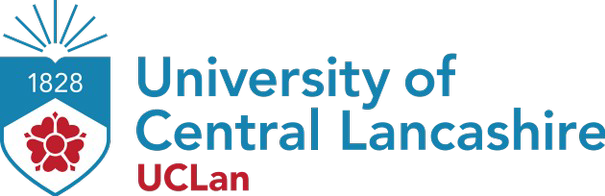 1828
University of
Central Lancashire
UCLan